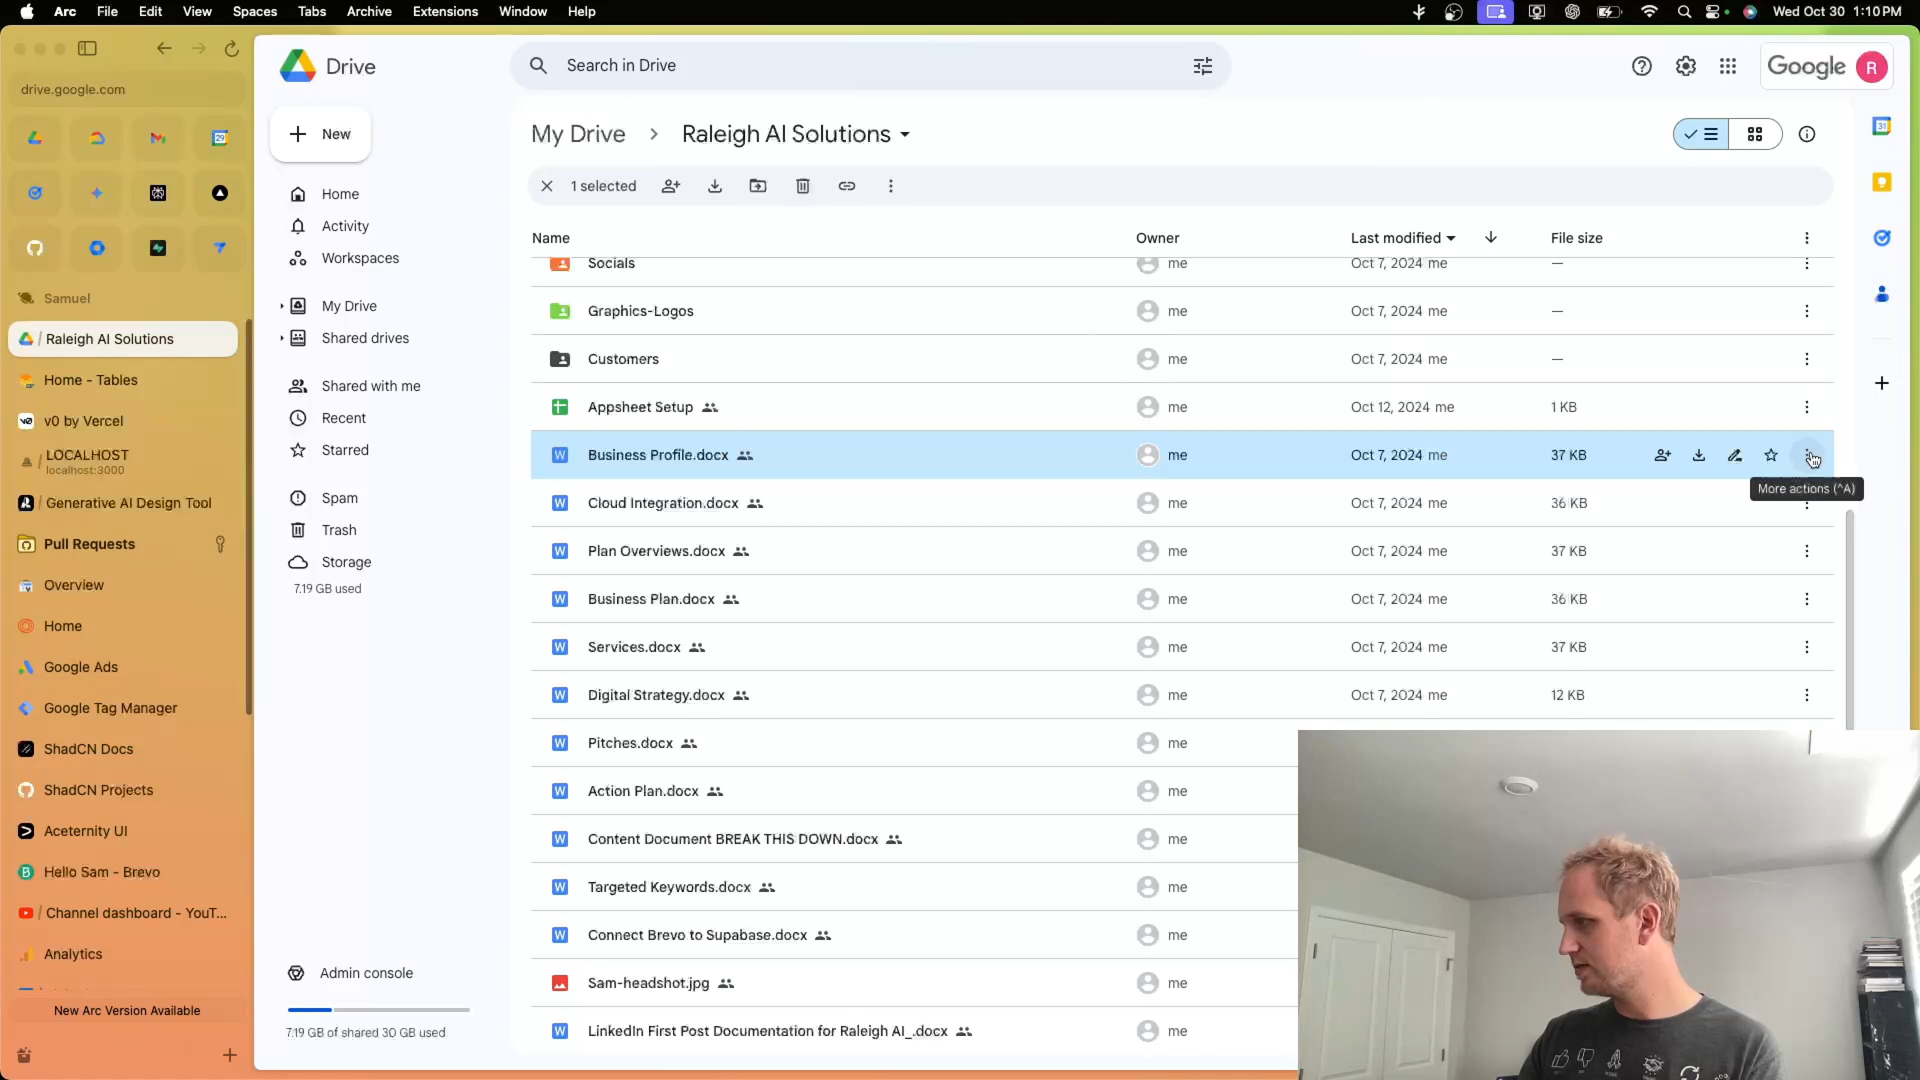 Arc File Edit View Spaces Tabs Archive Extensions Window Help
Wed Oct 30 1:10 PM
drive.google.com
Samuel
/ Raleigh AI Solutions
Home - Tables
v0 by Vercel
/ LOCALHOST
localhost:3000
/ Generative AI Design Tool
Pull Requests
Overview
Home
Google Ads
Google Tag Manager
ShadCN Docs
ShadCN Projects
Aceternity UI
Hello Sam - Brevo
/ Channel dashboard - YouT...
Analytics
New Arc Version Available
Drive
Search in Drive
Google R
New
Home
Activity
Workspaces
My Drive
Shared drives
Shared with me
Recent
Starred
Spam
Trash
Storage
7.19 GB used
Admin console
7.19 GB of shared 30 GB used
My Drive > Raleigh AI Solutions
1 selected
Name Owner Last modified File size
Socials me Oct 7, 2024 me —
Graphics-Logos me Oct 7, 2024 me —
Customers me Oct 7, 2024 me —
Appsheet Setup me Oct 12, 2024 me 1 KB
Business Profile.docx me Oct 7, 2024 me 37 KB
More actions (^A)
Cloud Integration.docx me Oct 7, 2024 me 36 KB
Plan Overviews.docx me Oct 7, 2024 me 37 KB
Business Plan.docx me Oct 7, 2024 me 36 KB
Services.docx me Oct 7, 2024 me 37 KB
Digital Strategy.docx me Oct 7, 2024 me 12 KB
Pitches.docx me
Action Plan.docx me
Content Document BREAK THIS DOWN.docx me
Targeted Keywords.docx me
Connect Brevo to Supabase.docx me
Sam-headshot.jpg me
LinkedIn First Post Documentation for Raleigh AI_.docx me